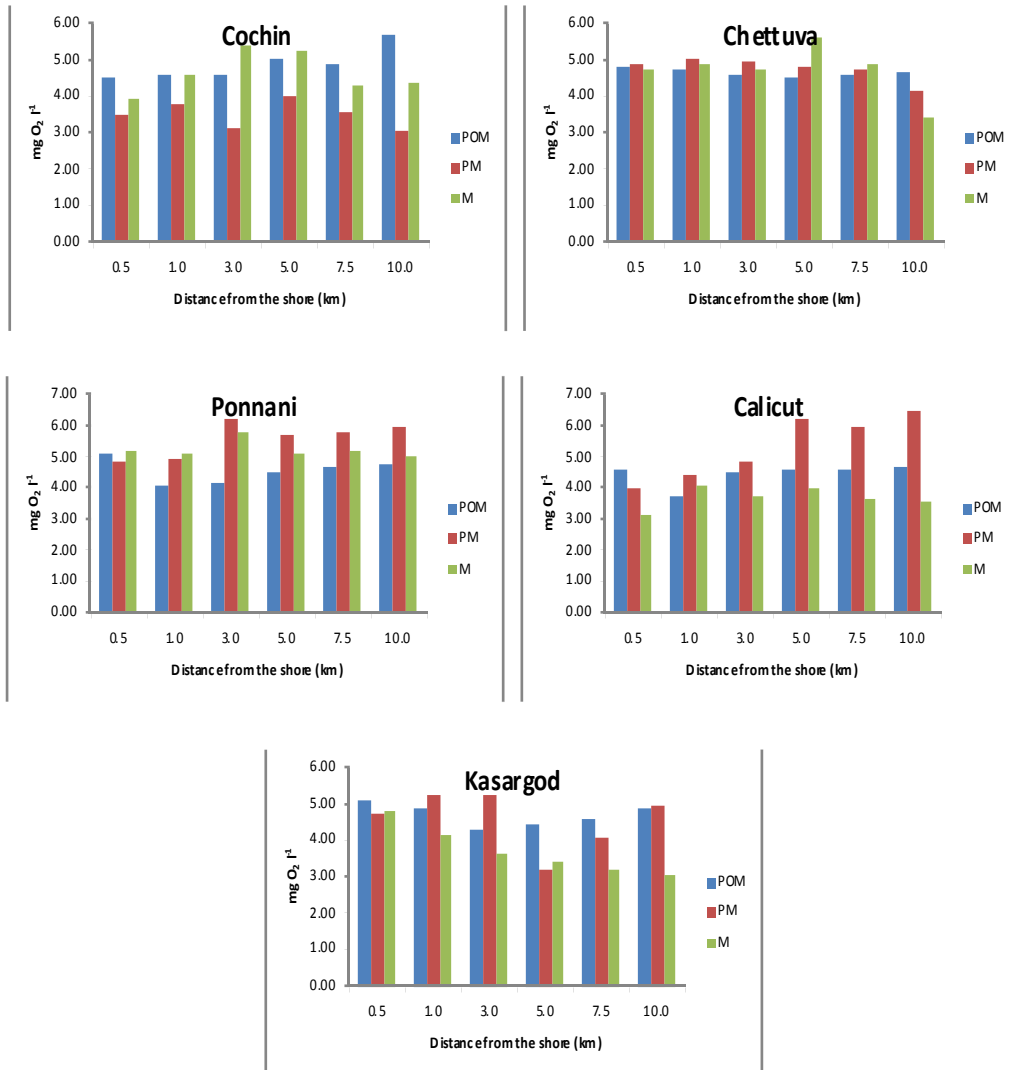 Cochin
6.00
5.00
4.00
3.00
2.00
1.00
0.00
mg O₂ l⁻¹
0.5 1.0 3.0 5.0 7.5 10.0
Distance from the shore (km)
POM
PM
M
Chettuva
6.00
5.00
4.00
3.00
2.00
1.00
0.00
mg O₂ l⁻¹
0.5 1.0 3.0 5.0 7.5 10.0
Distance from the shore (km)
POM
PM
M
Ponnani
7.00
6.00
5.00
4.00
3.00
2.00
1.00
0.00
mg O₂ l⁻¹
0.5 1.0 3.0 5.0 7.5 10.0
Distance from the shore (km)
POM
PM
M
Calicut
7.00
6.00
5.00
4.00
3.00
2.00
1.00
0.00
mg O₂ l⁻¹
0.5 1.0 3.0 5.0 7.5 10.0
Distance from the shore (km)
POM
PM
M
Kasargod
6.00
5.00
4.00
3.00
2.00
1.00
0.00
mg O₂ l⁻¹
0.5 1.0 3.0 5.0 7.5 10.0
Distance from the shore (km)
POM
PM
M